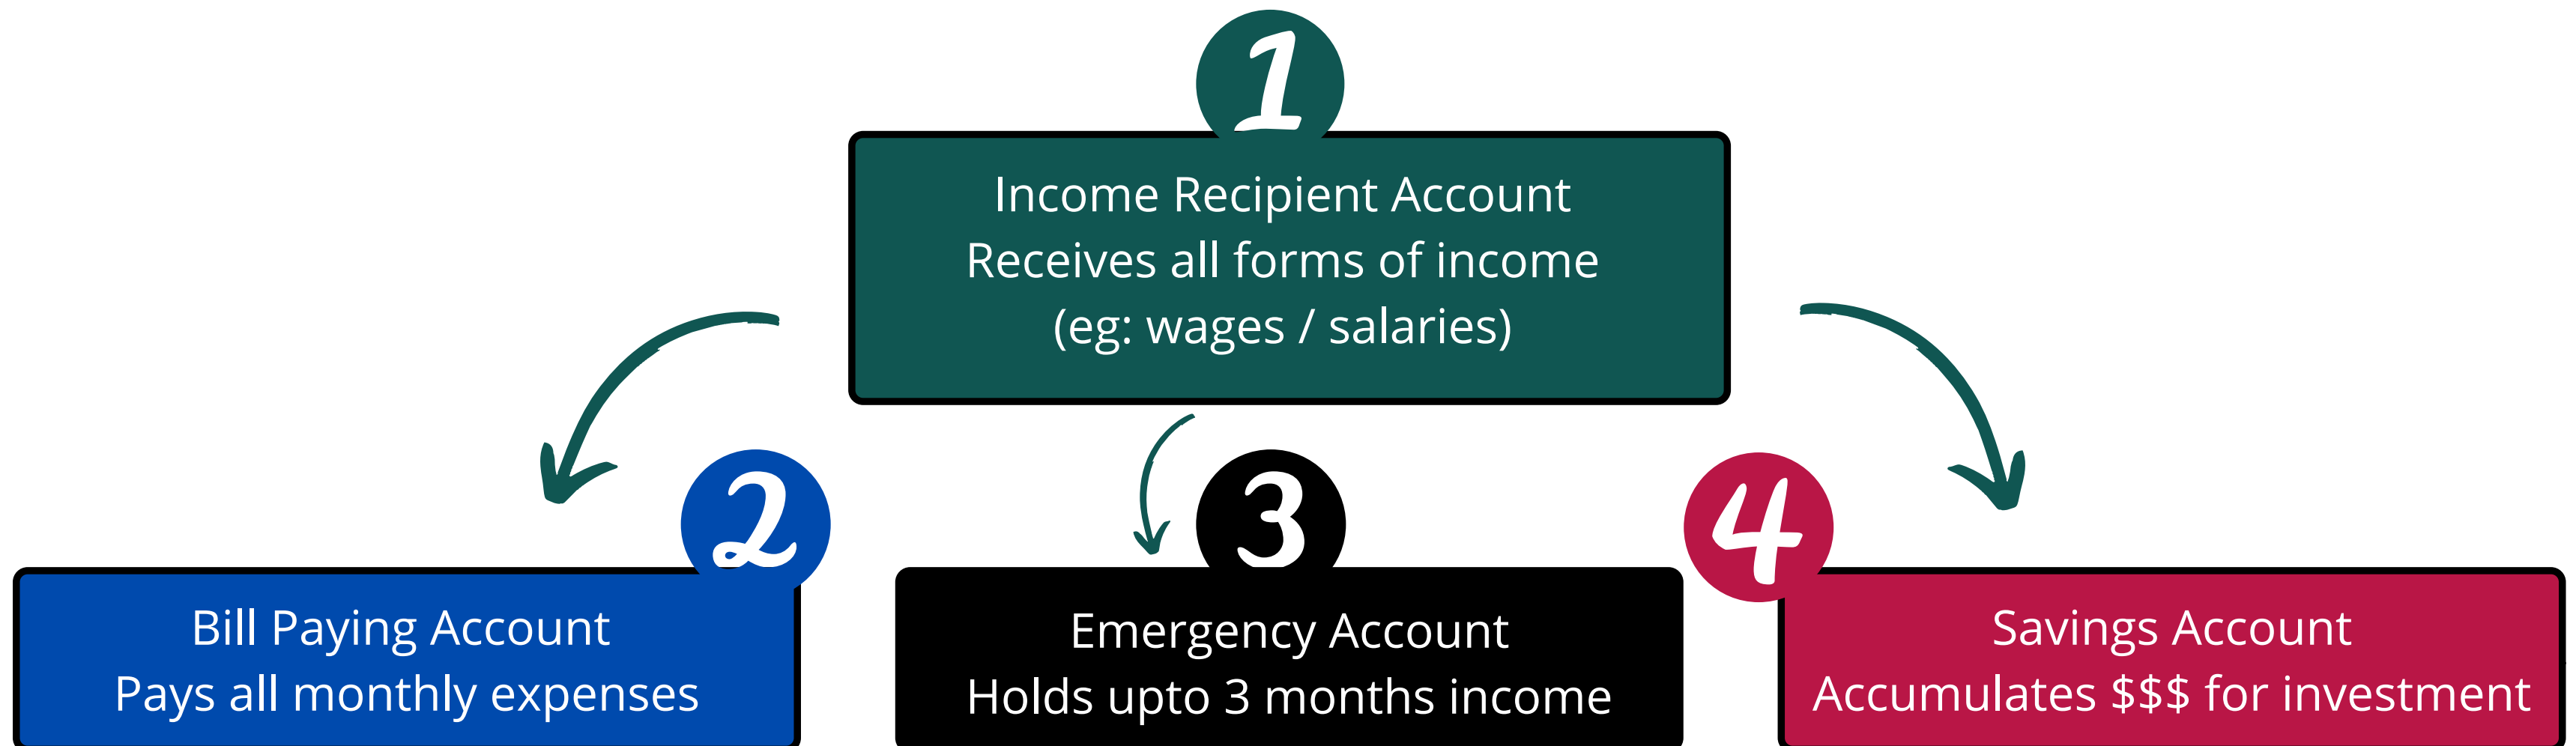 1
Income Recipient Account
Receives all forms of income
(eg: wages / salaries)
2
Bill Paying Account
Pays all monthly expenses
3
Emergency Account
Holds upto 3 months income
4
Savings Account
Accumulates $$$ for investment